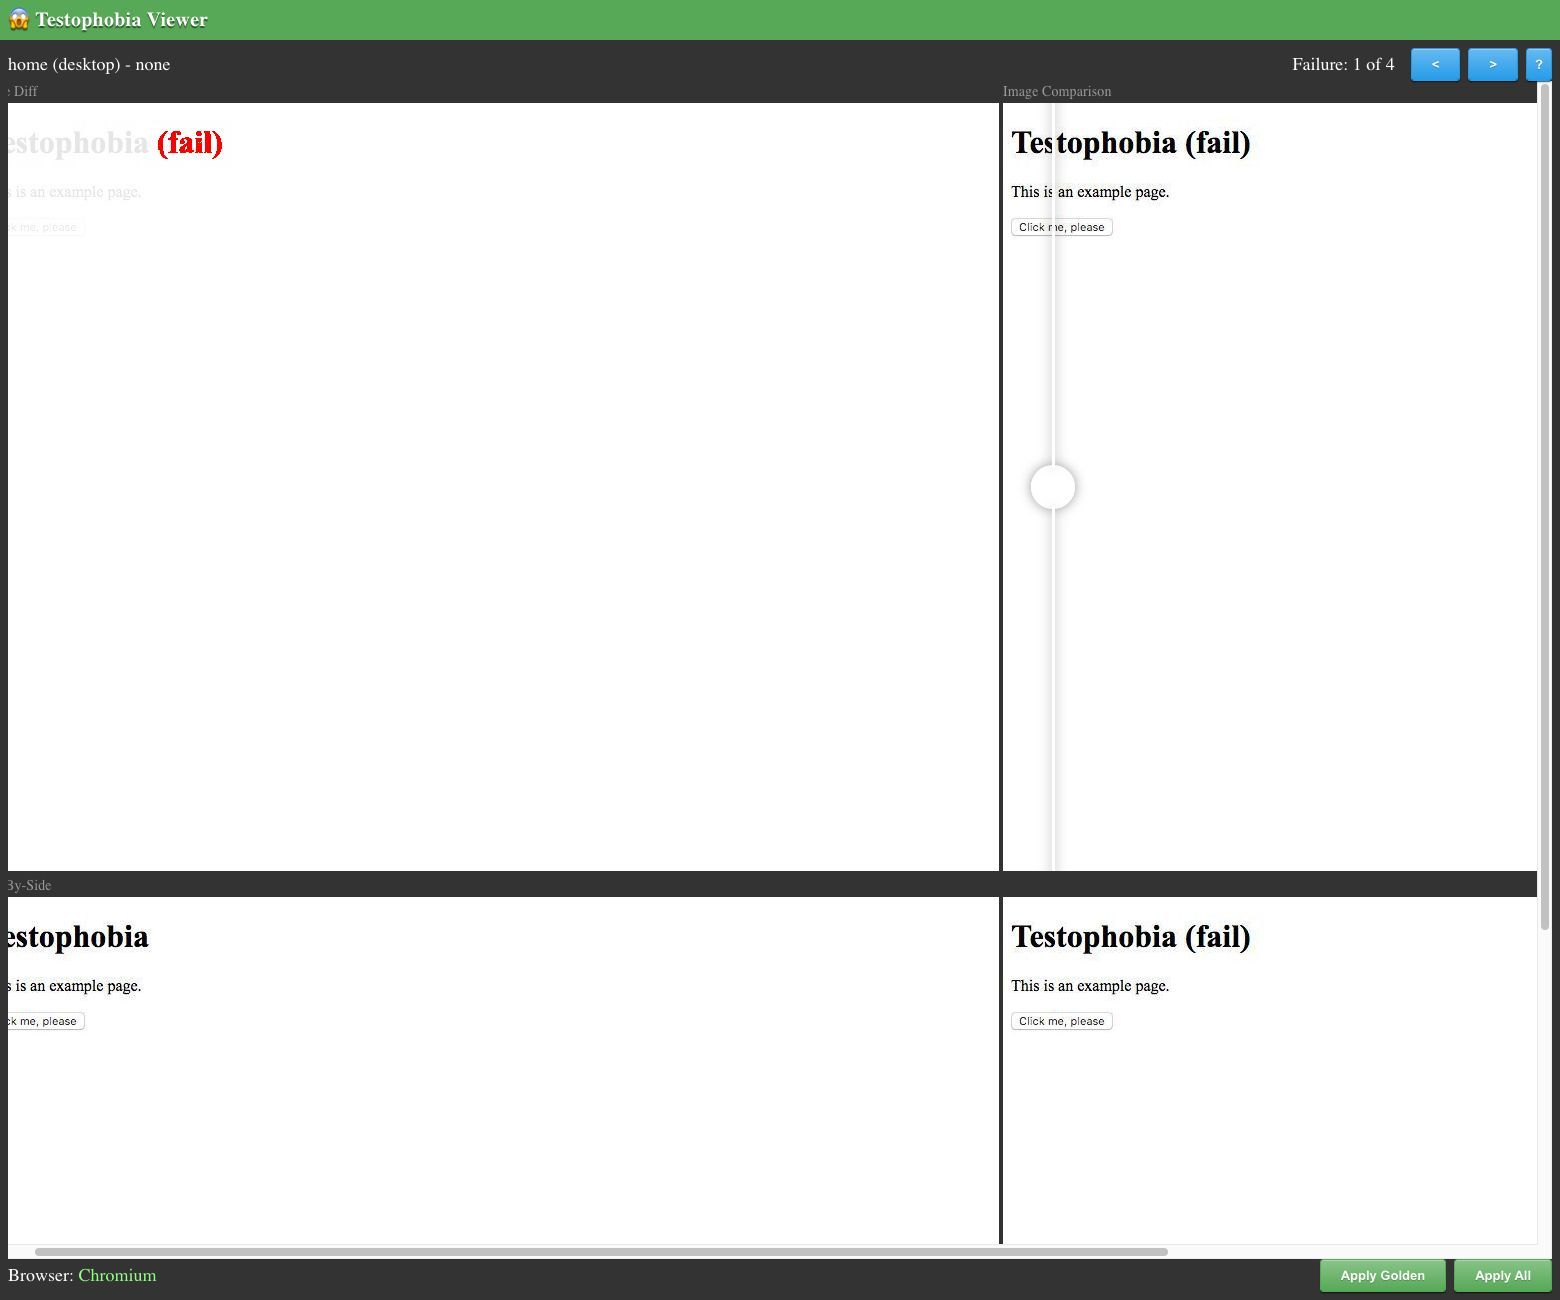 Testophobia Viewer
home (desktop) - none
Failure: 1 of 4
<
>
?
e Diff
Image Comparison
estophobia (fail)
s is an example page.
ck me, please
Testophobia (fail)
This is an example page.
Click me, please
By-Side
estophobia
s is an example page.
ck me, please
Testophobia (fail)
This is an example page.
Click me, please
Browser: Chromium
Apply Golden
Apply All